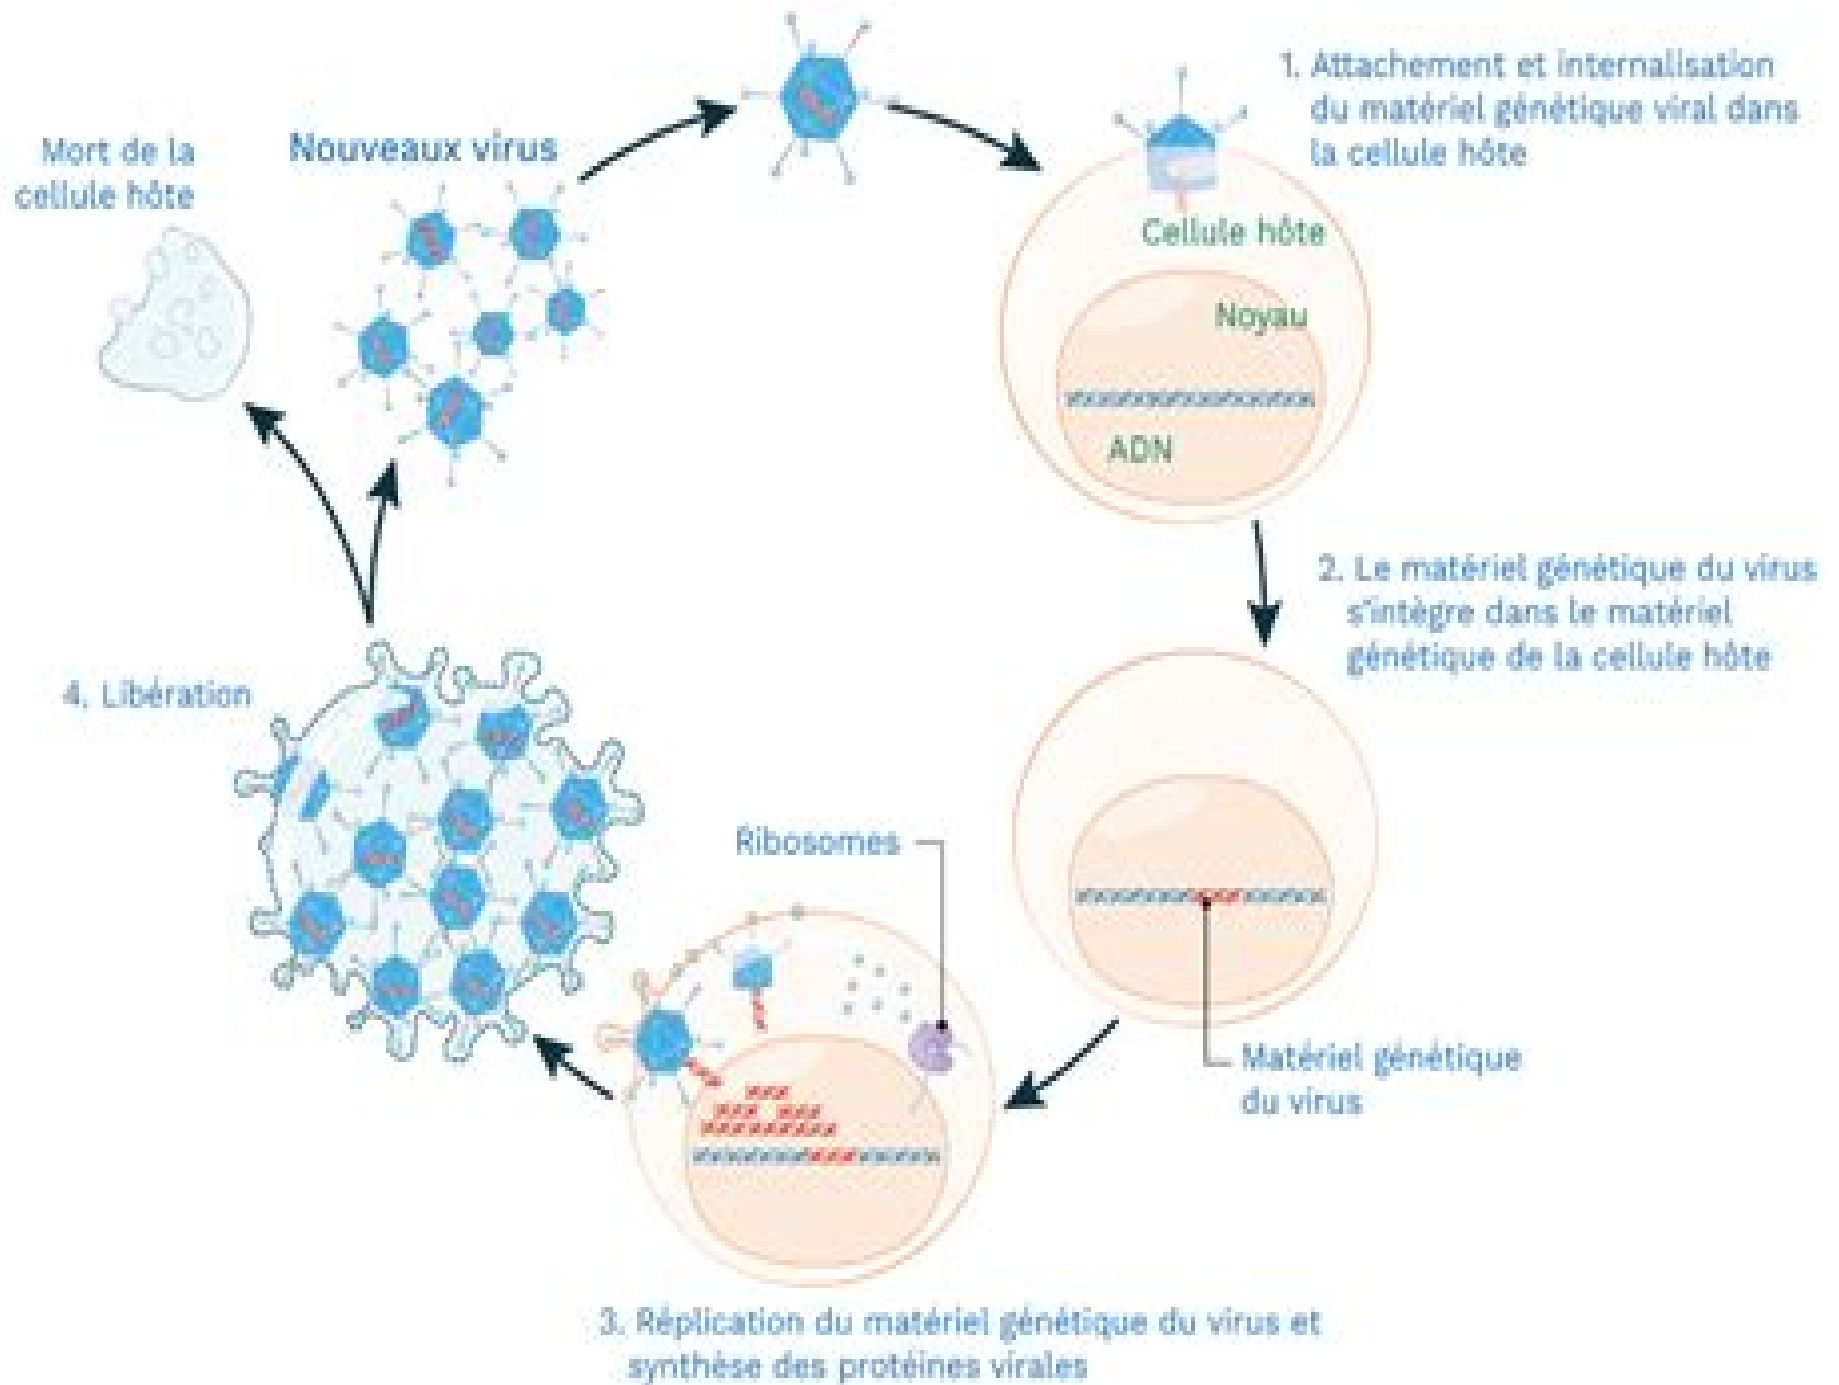 1. Attachement et internalisation
du matériel génétique viral dans
la cellule hôte
Cellule hôte
Noyau
ADN
2. Le matériel génétique du virus
s'intègre dans le matériel
génétique de la cellule hôte
Matériel génétique
du virus
Ribosomes
3. Réplication du matériel génétique du virus et
synthèse des protéines virales
4. Libération
Mort de la
cellule hôte
Nouveaux virus